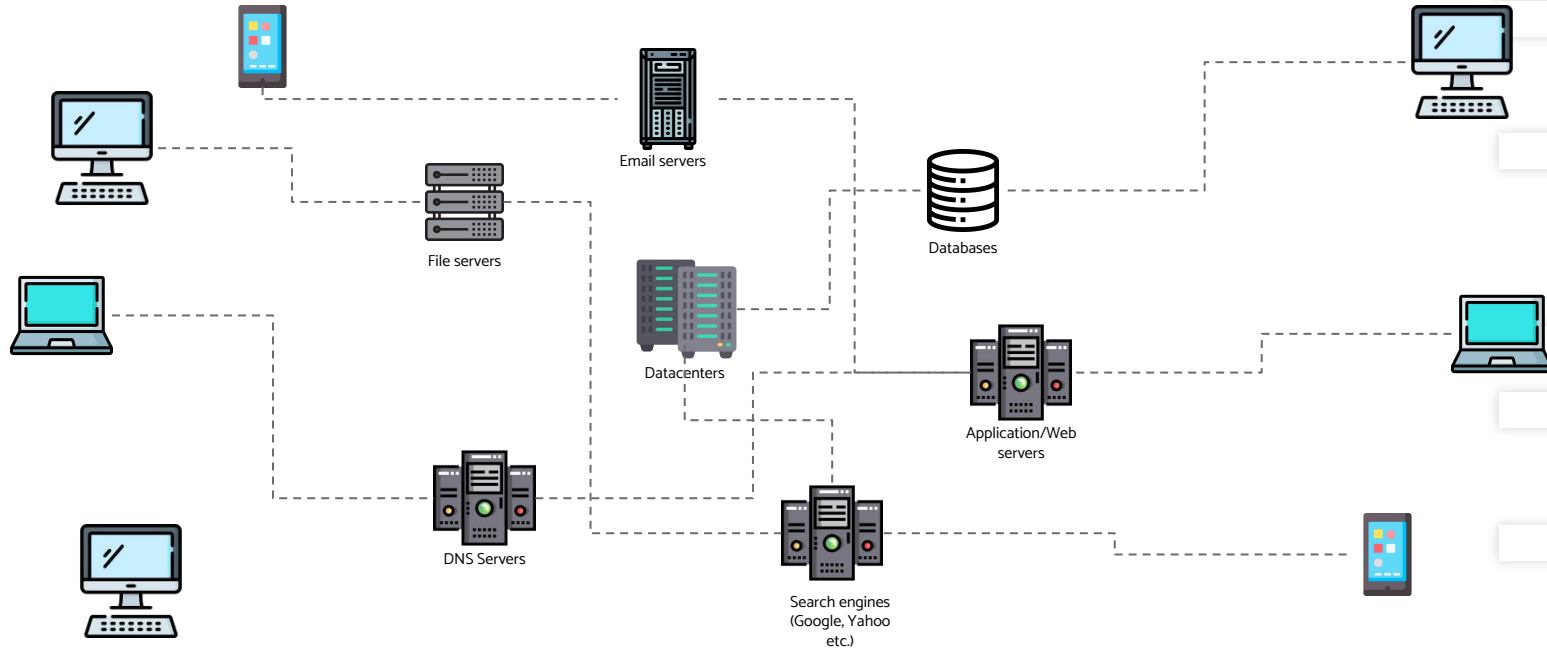 Email servers
File servers
Databases
Datacenters
Application/Web
servers
DNS Servers
Search engines
(Google, Yahoo
etc.)